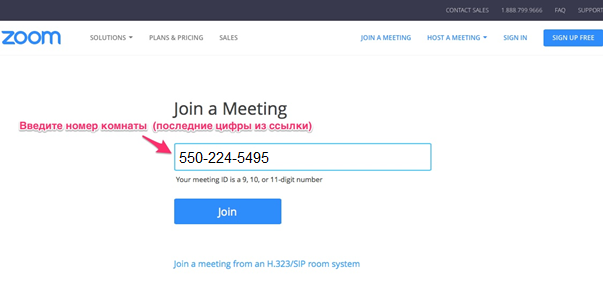 CONTACT SALES 1.888.799.9666 FAQ SUPPORT
zoom SOLUTIONS PLANS & PRICING SALES JOIN A MEETING HOST A MEETING SIGN IN SIGN UP FREE
Join a Meeting
Введите номер комнаты (последние цифры из ссылки)
550-224-5495
Your meeting ID is a 9, 10, or 11-digit number
Join
Join a meeting from an H.323/SIP room system